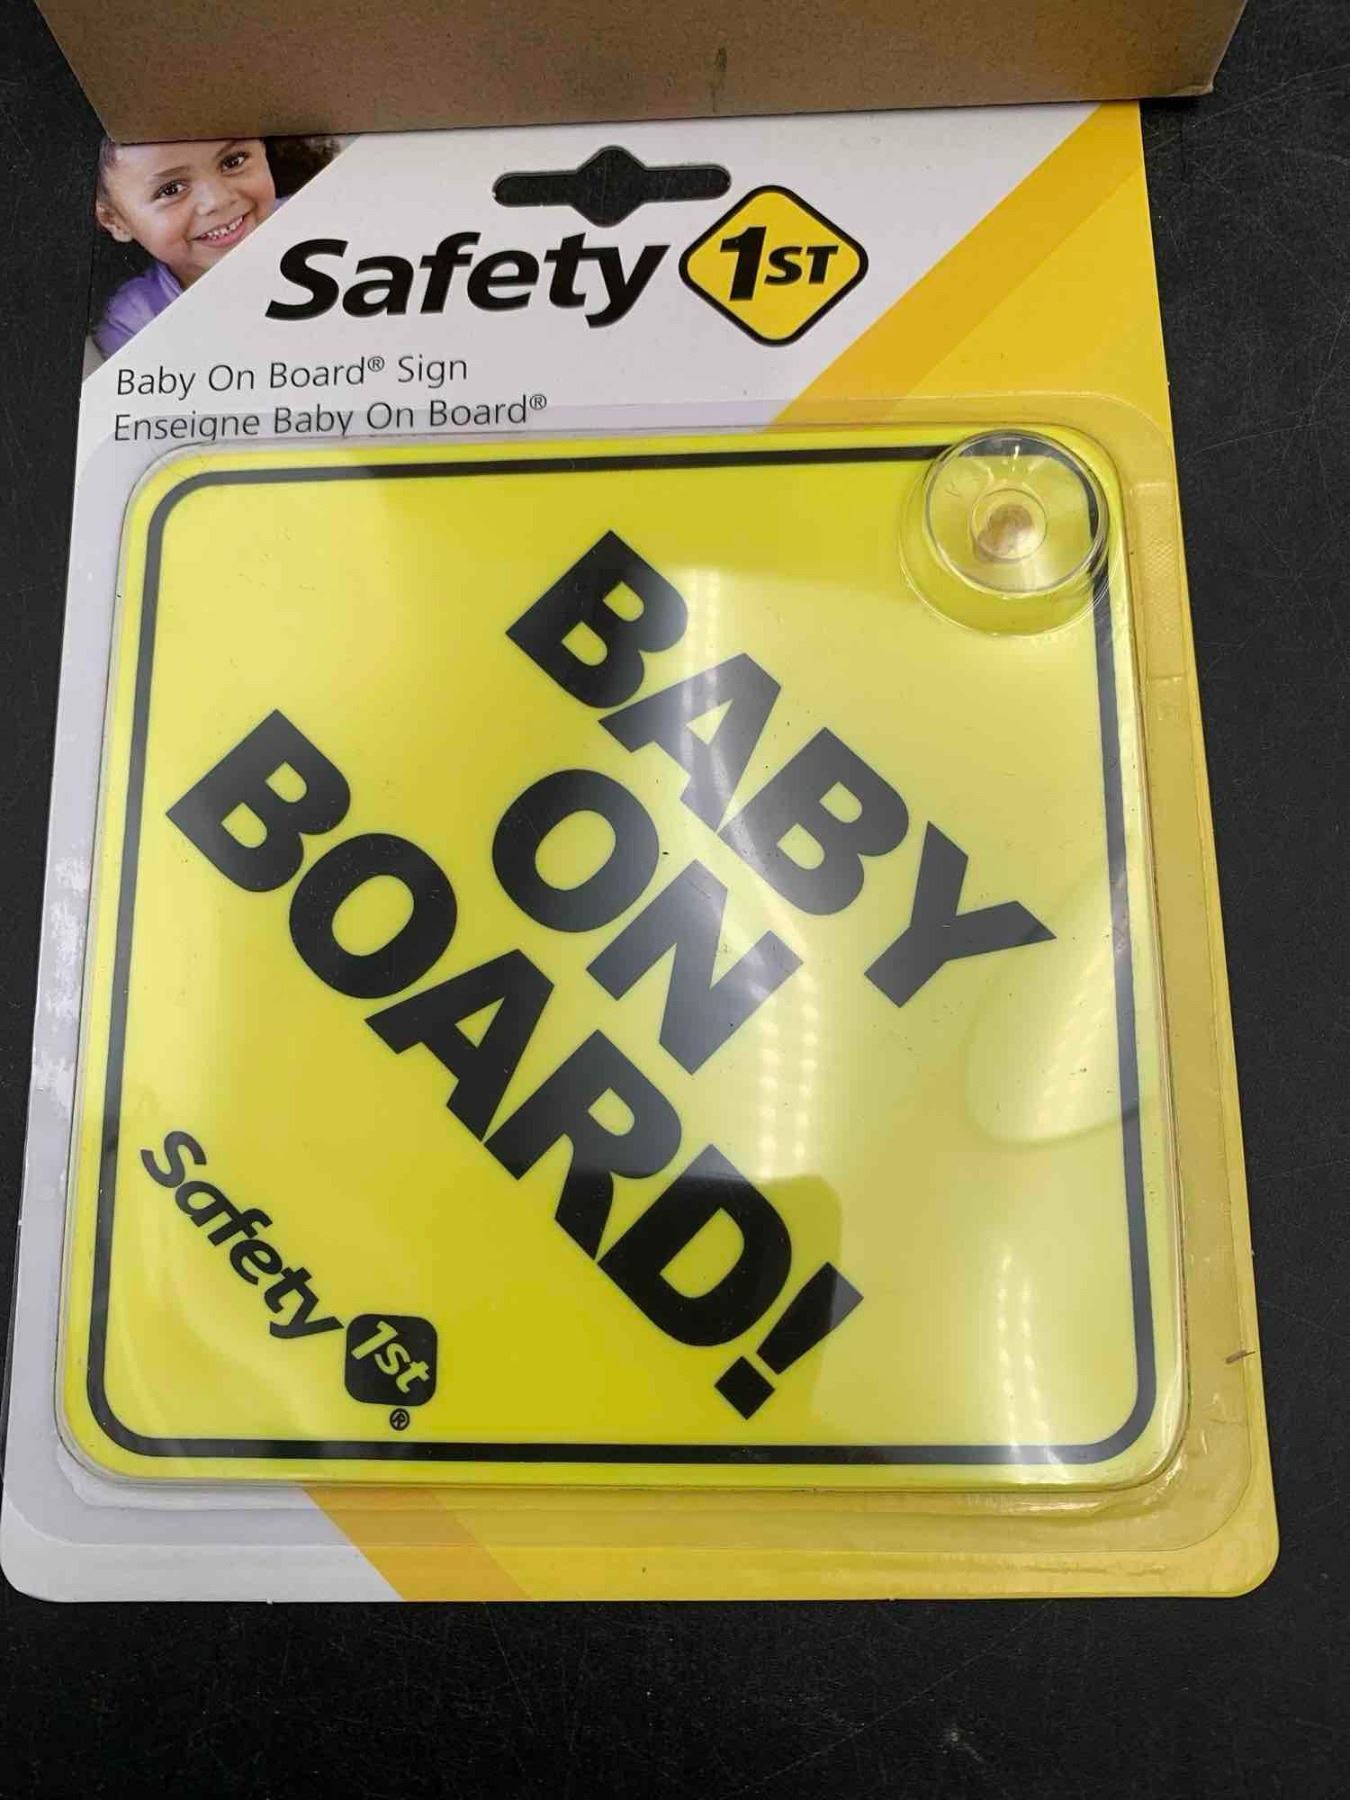 Safety 1ST
Baby On Board® Sign
Enseigne Baby On Board®
BABY
ON
BOARD!
Safety 1st®